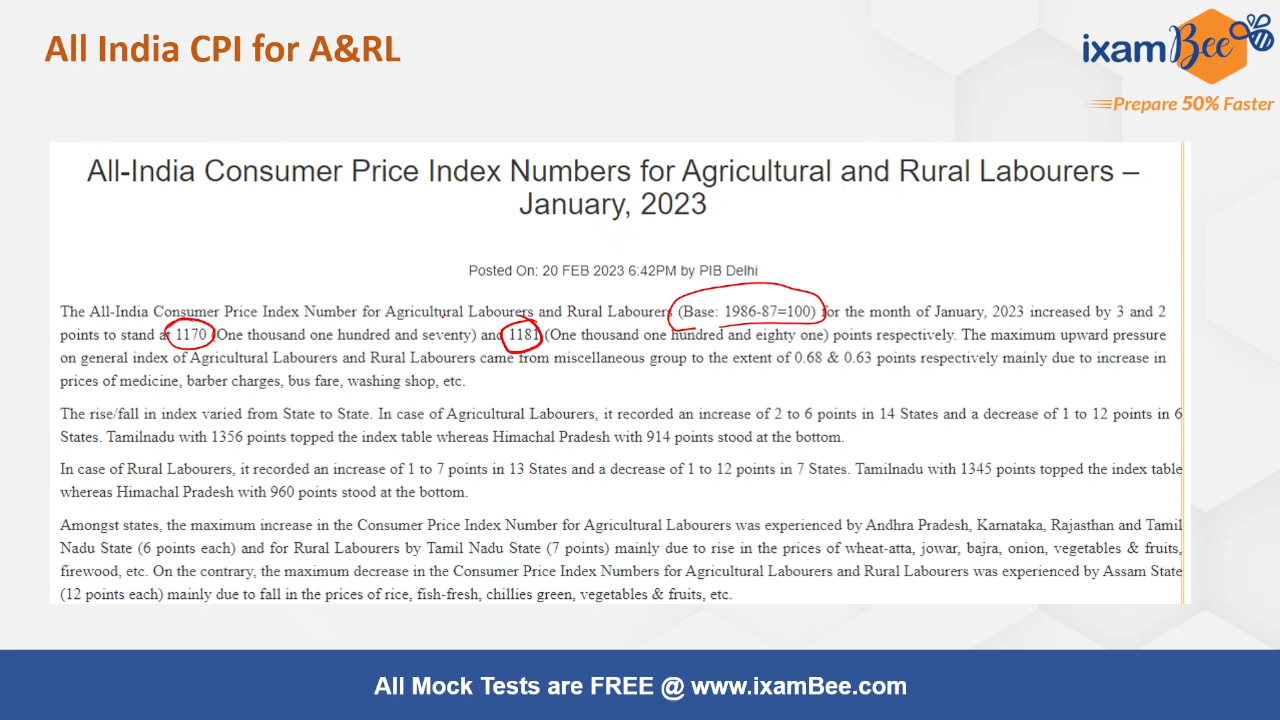 All India CPI for A&RL
ixamBee
Prepare 50% Faster
All-India Consumer Price Index Numbers for Agricultural and Rural Labourers –
January, 2023
Posted On: 20 FEB 2023 6:42PM by PIB Delhi
The All-India Consumer Price Index Number for Agricultural Labourers and Rural Labourers (Base: 1986-87=100) for the month of January, 2023 increased by 3 and 2
points to stand at 1170 (One thousand one hundred and seventy) and 1181 (One thousand one hundred and eighty one) points respectively. The maximum upward pressure
on general index of Agricultural Labourers and Rural Labourers came from miscellaneous group to the extent of 0.68 & 0.63 points respectively mainly due to increase in
prices of medicine, barber charges, bus fare, washing shop, etc.
The rise/fall in index varied from State to State. In case of Agricultural Labourers, it recorded an increase of 2 to 6 points in 14 States and a decrease of 1 to 12 points in 6
States. Tamilnadu with 1356 points topped the index table whereas Himachal Pradesh with 914 points stood at the bottom.
In case of Rural Labourers, it recorded an increase of 1 to 7 points in 13 States and a decrease of 1 to 12 points in 7 States. Tamilnadu with 1345 points topped the index table
whereas Himachal Pradesh with 960 points stood at the bottom.
Amongst states, the maximum increase in the Consumer Price Index Number for Agricultural Labourers was experienced by Andhra Pradesh, Karnataka, Rajasthan and Tamil
Nadu State (6 points each) and for Rural Labourers by Tamil Nadu State (7 points) mainly due to rise in the prices of wheat-atta, jowar, bajra, onion, vegetables & fruits,
firewood, etc. On the contrary, the maximum decrease in the Consumer Price Index Numbers for Agricultural Labourers and Rural Labourers was experienced by Assam State
(12 points each) mainly due to fall in the prices of rice, fish-fresh, chillies green, vegetables & fruits, etc.
All Mock Tests are FREE @ www.ixamBee.com